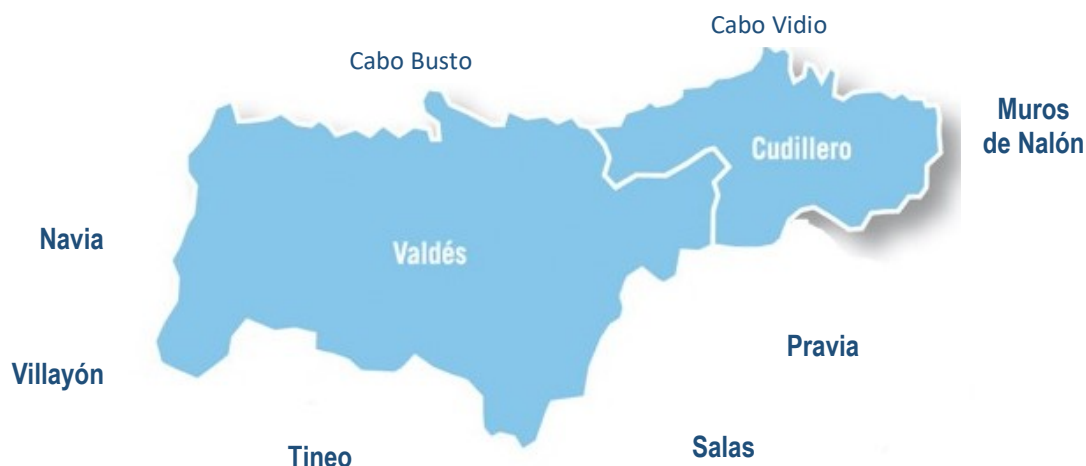 Cabo Vidio
Cabo Busto
Muros
de Nalón
Cudillero
Navia
Valdés
Pravia
Villayón
Salas
Tineo